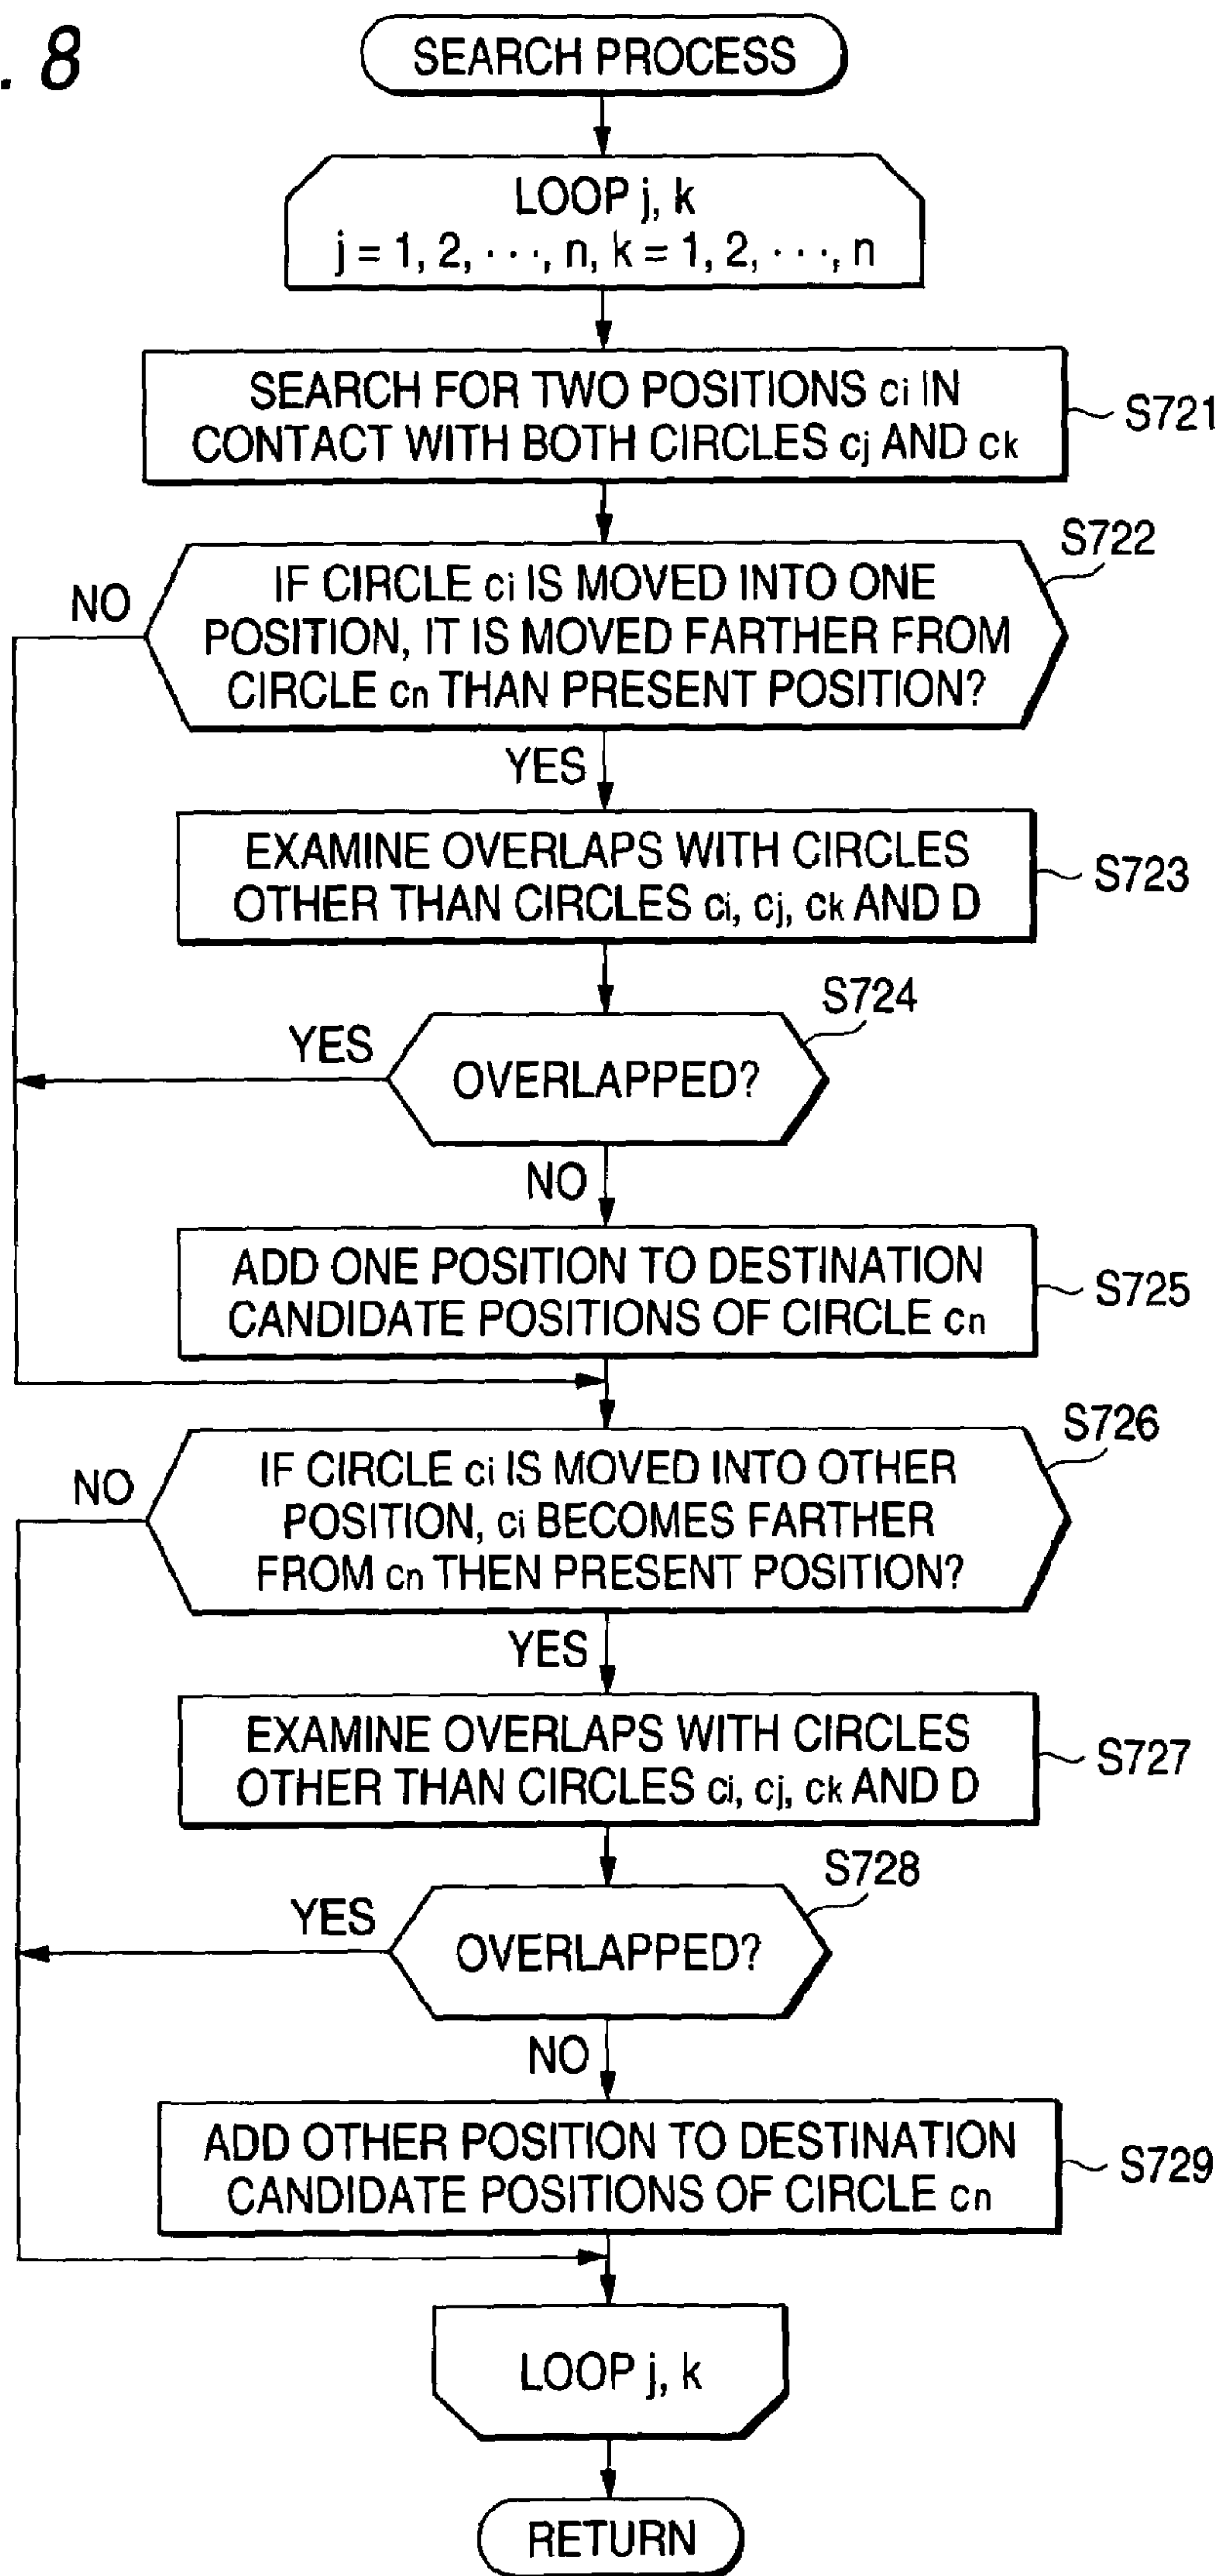 . 8
SEARCH PROCESS
LOOP j, k
j = 1, 2, · · ·, n, k = 1, 2, · · ·, n
SEARCH FOR TWO POSITIONS ci IN
CONTACT WITH BOTH CIRCLES cj AND ck
S721
S722
NO
IF CIRCLE ci IS MOVED INTO ONE
POSITION, IT IS MOVED FARTHER FROM
CIRCLE cn THAN PRESENT POSITION?
YES
EXAMINE OVERLAPS WITH CIRCLES
OTHER THAN CIRCLES ci, cj, ck AND D
S723
S724
YES
OVERLAPPED?
NO
ADD ONE POSITION TO DESTINATION
CANDIDATE POSITIONS OF CIRCLE cn
S725
S726
NO
IF CIRCLE ci IS MOVED INTO OTHER
POSITION, ci BECOMES FARTHER
FROM cn THEN PRESENT POSITION?
YES
EXAMINE OVERLAPS WITH CIRCLES
OTHER THAN CIRCLES ci, cj, ck AND D
S727
S728
YES
OVERLAPPED?
NO
ADD OTHER POSITION TO DESTINATION
CANDIDATE POSITIONS OF CIRCLE cn
S729
LOOP j, k
RETURN